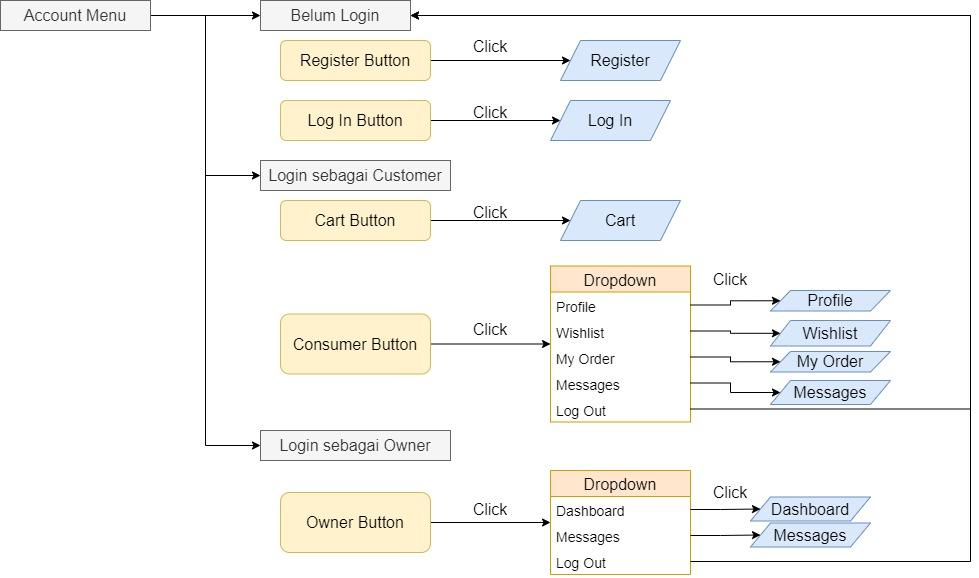 Account Menu
Belum Login
Register Button
Click
Register
Log In Button
Click
Log In
Login sebagai Customer
Cart Button
Click
Cart
Consumer Button
Click
Dropdown
Profile
Wishlist
My Order
Messages
Log Out
Click
Profile
Wishlist
My Order
Messages
Login sebagai Owner
Owner Button
Click
Dropdown
Dashboard
Messages
Log Out
Click
Dashboard
Messages